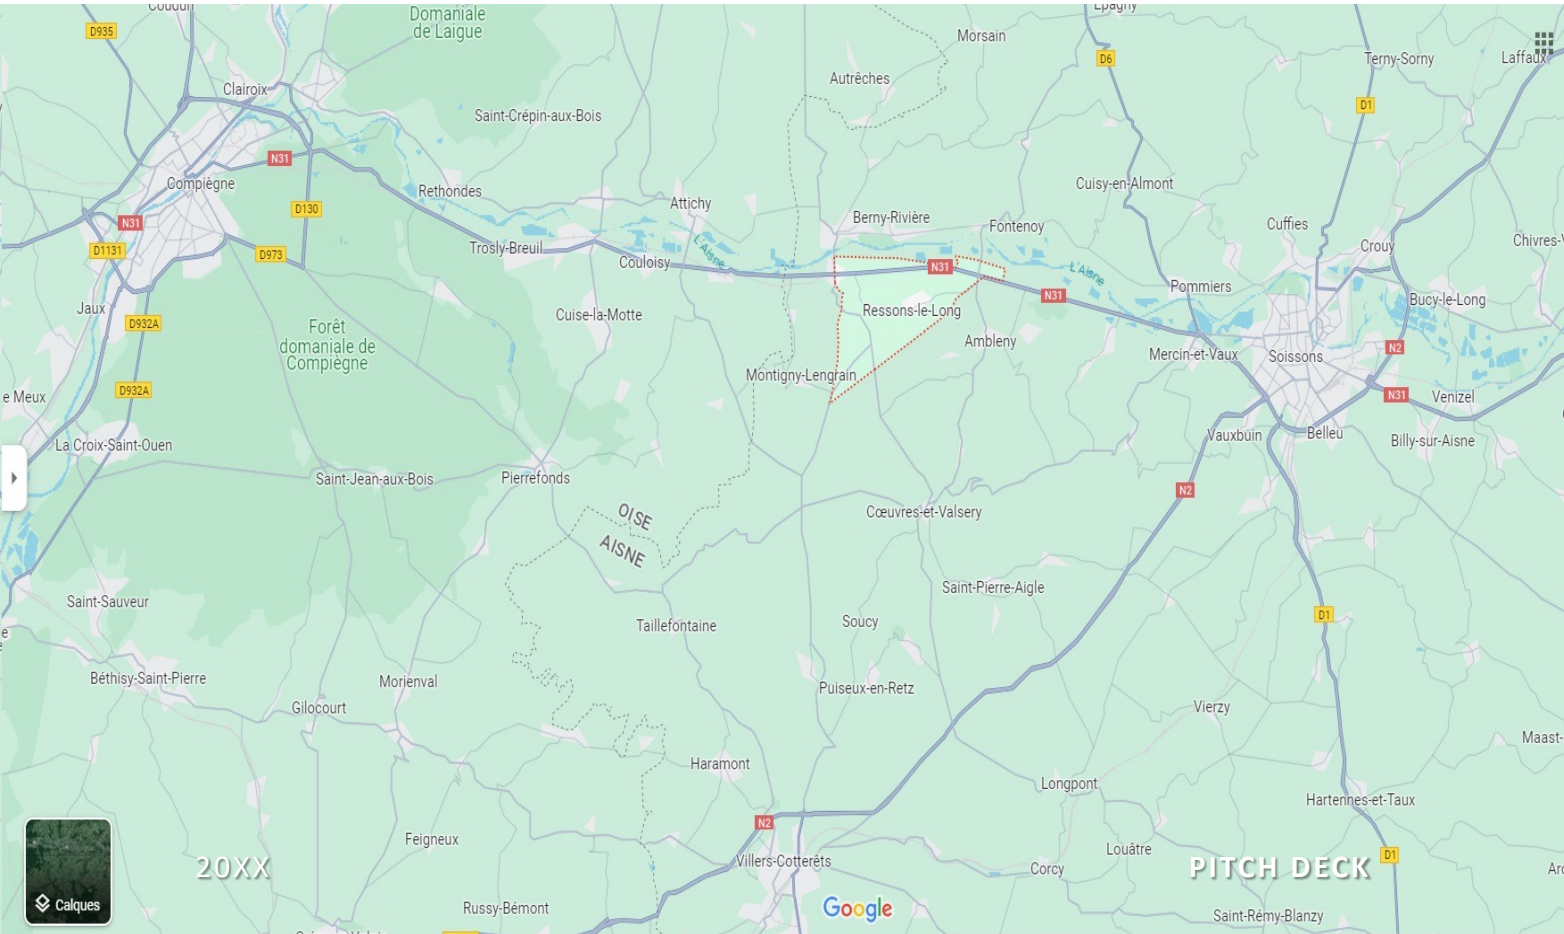 Coudun
Domaniale
de Laigue
Epagny
D935
Morsain
D6
Terny-Sorny
Laffaux
Autrêches
Clairoix
D1
Saint-Crépin-aux-Bois
N31
Compiègne
Rethondes
Cuisy-en-Almont
Attichy
D130
Berny-Rivière
Fontenoy
Cuffies
N31
Crouy
Chivres-V
D1131
D973
Trosly-Breuil
L'Aisne
Couloisy
N31
L'Aisne
Pommiers
N31
Bucy-le-Long
Jaux
Ressons-le-Long
Cuise-la-Motte
D932A
Forêt
domaniale de
Compiègne
Ambleny
N2
Mercin-et-Vaux
Soissons
Montigny-Lengrain
D932A
N31
Venizel
e Meux
La Croix-Saint-Ouen
Vauxbuin
Belleu
Billy-sur-Aisne
Saint-Jean-aux-Bois
Pierrefonds
N2
OISE
AISNE
Cœuvres-et-Valsery
Saint-Pierre-Aigle
Saint-Sauveur
D1
Taillefontaine
Soucy
e
Béthisy-Saint-Pierre
Morienval
Puiseux-en-Retz
Gilocourt
Vierzy
Maast-
Haramont
Longpont
Hartennes-et-Taux
N2
Feigneux
Louâtre
D1
Villers-Cotterêts
Corcy
20XX
PITCH DECK
Calques
Russy-Bémont
Google
Saint-Rémy-Blanzy